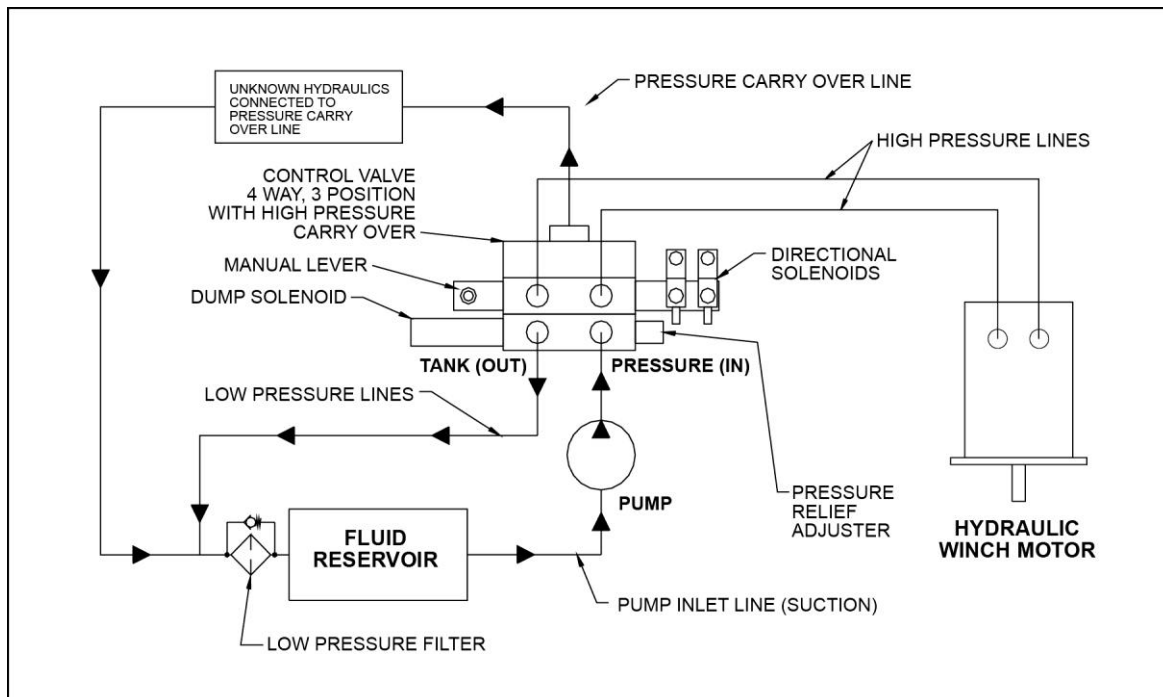 PRESSURE CARRY OVER LINE
UNKNOWN HYDRAULICS
CONNECTED TO
PRESSURE CARRY
OVER LINE
HIGH PRESSURE LINES
CONTROL VALVE
4 WAY, 3 POSITION
WITH HIGH PRESSURE
CARRY OVER
MANUAL LEVER
DUMP SOLENOID
DIRECTIONAL
SOLENOIDS
TANK (OUT)
PRESSURE (IN)
LOW PRESSURE LINES
PUMP
PRESSURE
RELIEF
ADJUSTER
HYDRAULIC
WINCH MOTOR
FLUID
RESERVOIR
PUMP INLET LINE (SUCTION)
LOW PRESSURE FILTER